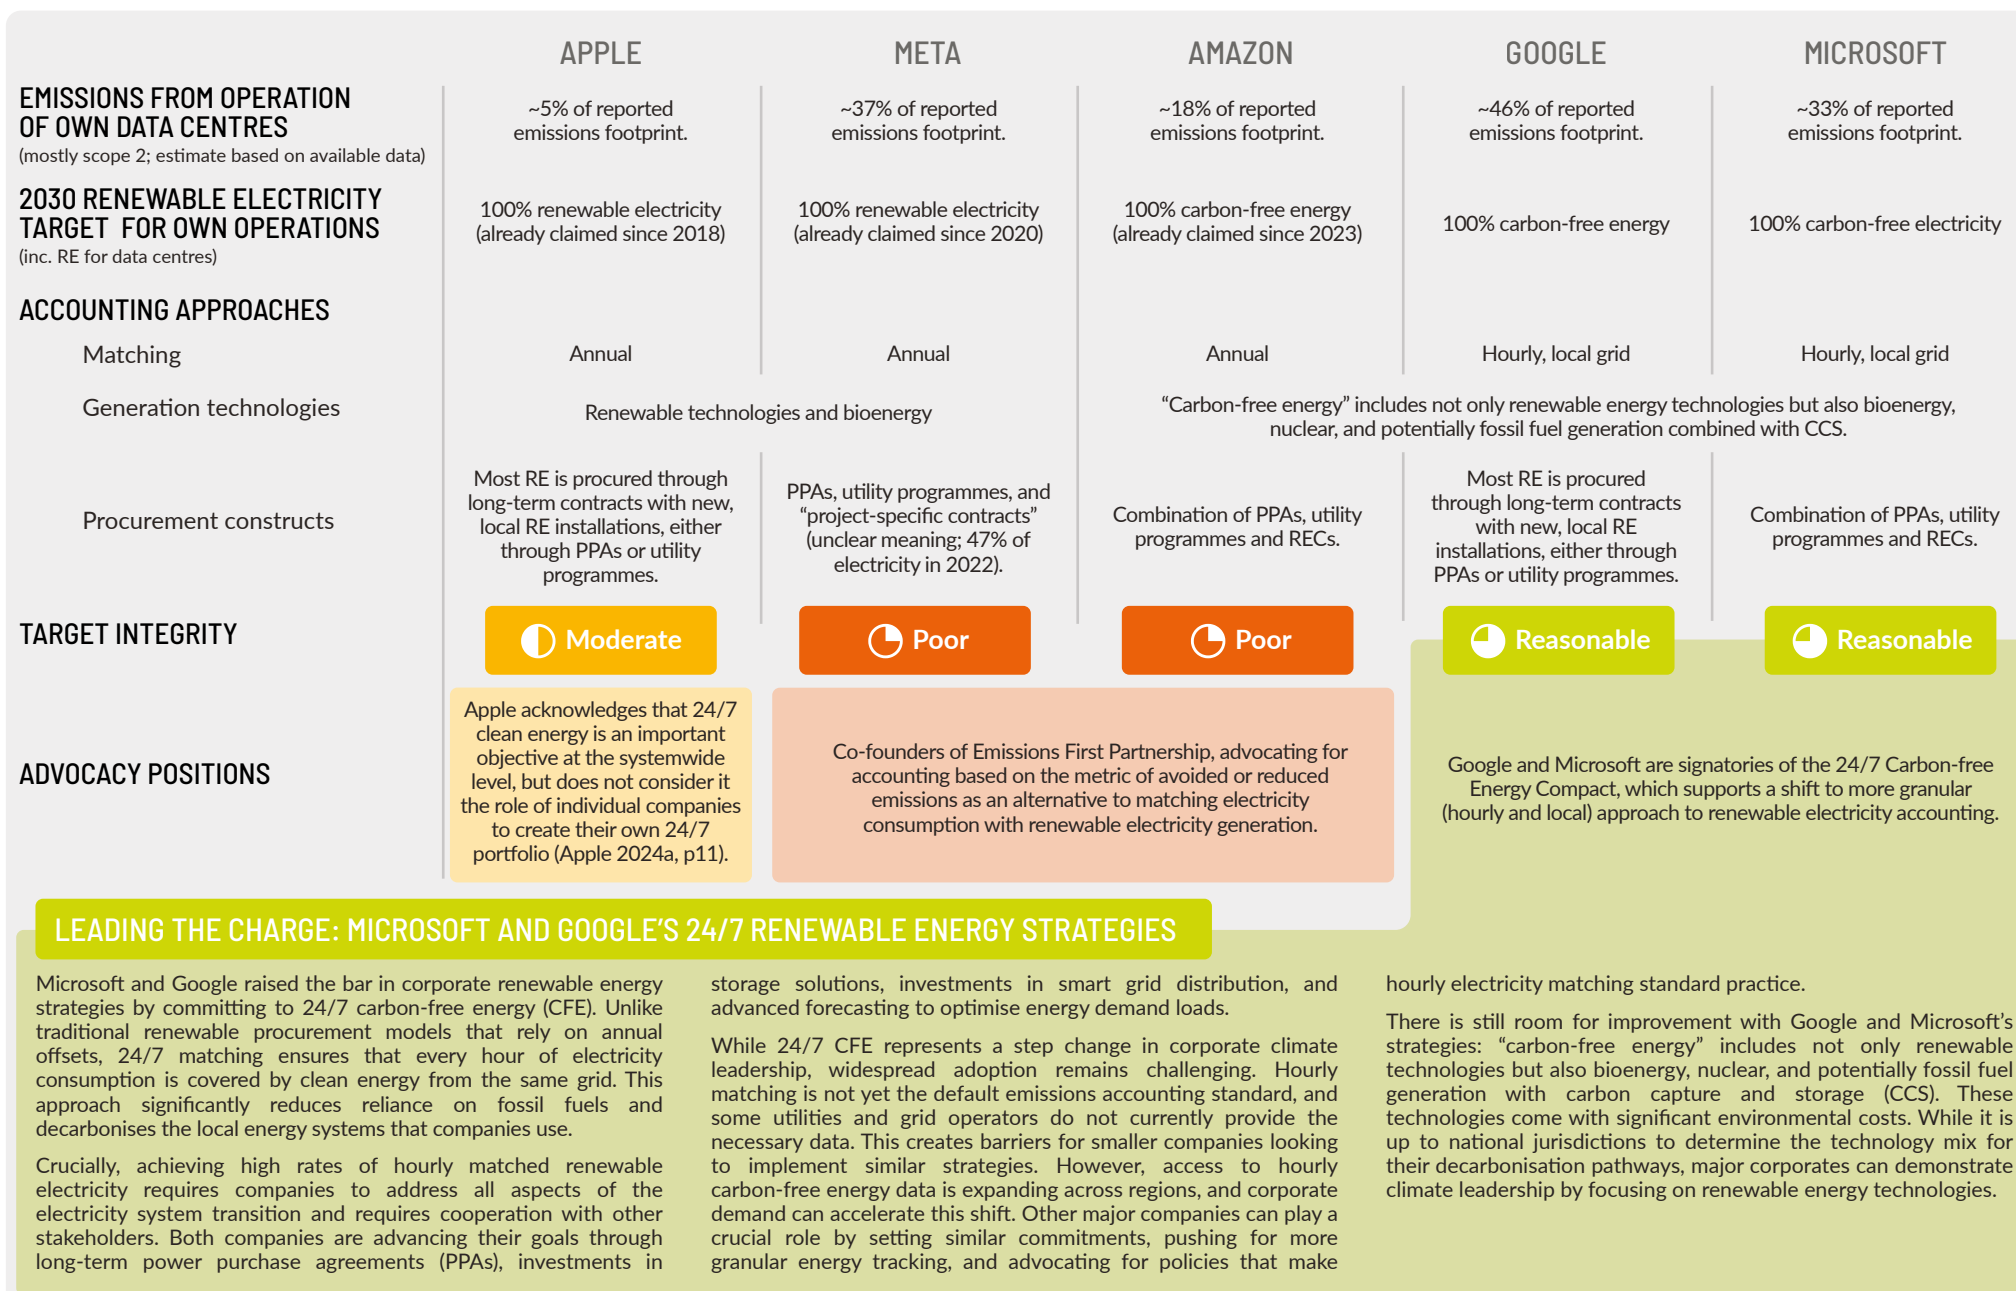 APPLE
META
AMAZON
GOOGLE
MICROSOFT
EMISSIONS FROM OPERATION
OF OWN DATA CENTRES
(mostly scope 2; estimate based on available data)
~5% of reported
emissions footprint.
~37% of reported
emissions footprint.
~18% of reported
emissions footprint.
~46% of reported
emissions footprint.
~33% of reported
emissions footprint.
2030 RENEWABLE ELECTRICITY
TARGET FOR OWN OPERATIONS
(inc. RE for data centres)
100% renewable electricity
(already claimed since 2018)
100% renewable electricity
(already claimed since 2020)
100% carbon-free energy
(already claimed since 2023)
100% carbon-free energy
100% carbon-free electricity
ACCOUNTING APPROACHES
Matching
Annual
Annual
Annual
Hourly, local grid
Hourly, local grid
Generation technologies
Renewable technologies and bioenergy
“Carbon-free energy” includes not only renewable energy technologies but also bioenergy,
nuclear, and potentially fossil fuel generation combined with CCS.
Procurement constructs
Most RE is procured through
long-term contracts with new,
local RE installations, either
through PPAs or utility
programmes.
PPAs, utility programmes, and
“project-specific contracts”
(unclear meaning; 47% of
electricity in 2022).
Combination of PPAs, utility
programmes and RECs.
Most RE is procured
through long-term contracts
with new, local RE
installations, either through
PPAs or utility programmes.
Combination of PPAs, utility
programmes and RECs.
TARGET INTEGRITY
Moderate
Poor
Poor
Reasonable
Reasonable
ADVOCACY POSITIONS
Apple acknowledges that 24/7
clean energy is an important
objective at the systemwide
level, but does not consider it
the role of individual companies
to create their own 24/7
portfolio (Apple 2024a, p11).
Co-founders of Emissions First Partnership, advocating for
accounting based on the metric of avoided or reduced
emissions as an alternative to matching electricity
consumption with renewable electricity generation.
Google and Microsoft are signatories of the 24/7 Carbon-free
Energy Compact, which supports a shift to more granular
(hourly and local) approach to renewable electricity accounting.
LEADING THE CHARGE: MICROSOFT AND GOOGLE’S 24/7 RENEWABLE ENERGY STRATEGIES
Microsoft and Google raised the bar in corporate renewable energy
strategies by committing to 24/7 carbon-free energy (CFE). Unlike
traditional renewable procurement models that rely on annual
offsets, 24/7 matching ensures that every hour of electricity
consumption is covered by clean energy from the same grid. This
approach significantly reduces reliance on fossil fuels and
decarbonises the local energy systems that companies use.
Crucially, achieving high rates of hourly matched renewable
electricity requires companies to address all aspects of the
electricity system transition and requires cooperation with other
stakeholders. Both companies are advancing their goals through
long-term power purchase agreements (PPAs), investments in
storage solutions, investments in smart grid distribution, and
advanced forecasting to optimise energy demand loads.
While 24/7 CFE represents a step change in corporate climate
leadership, widespread adoption remains challenging. Hourly
matching is not yet the default emissions accounting standard, and
some utilities and grid operators do not currently provide the
necessary data. This creates barriers for smaller companies looking
to implement similar strategies. However, access to hourly
carbon-free energy data is expanding across regions, and corporate
demand can accelerate this shift. Other major companies can play a
crucial role by setting similar commitments, pushing for more
granular energy tracking, and advocating for policies that make
hourly electricity matching standard practice.
There is still room for improvement with Google and Microsoft’s
strategies: “carbon-free energy” includes not only renewable
technologies but also bioenergy, nuclear, and potentially fossil fuel
generation with carbon capture and storage (CCS). These
technologies come with significant environmental costs. While it is
up to national jurisdictions to determine the technology mix for
their decarbonisation pathways, major corporates can demonstrate
climate leadership by focusing on renewable energy technologies.